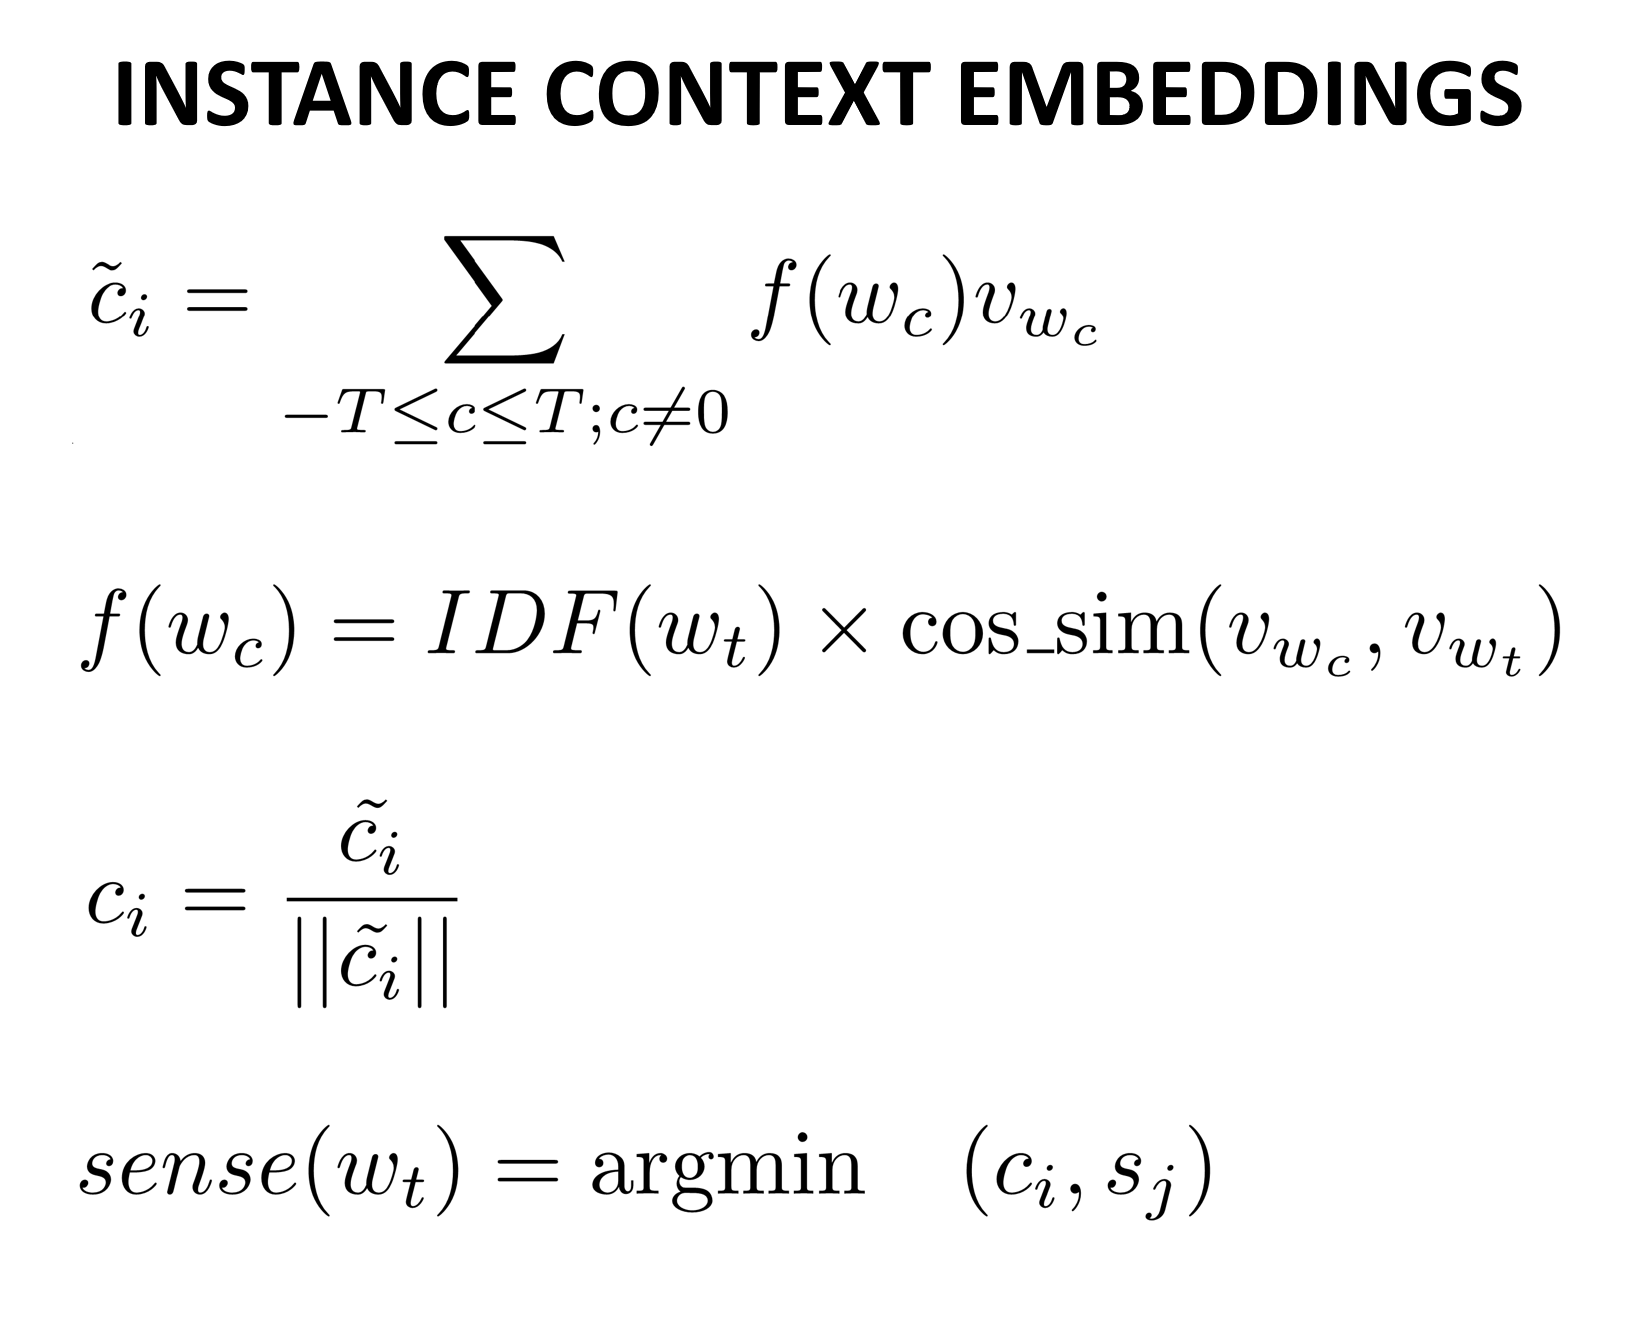 INSTANCE CONTEXT EMBEDDINGS
c̃_i = ∑_{-T≤c≤T;c≠0} f(w_c)v_{w_c}
f(w_c) = IDF(w_t) × cos_sim(v_{w_c}, v_{w_t})
c_i = c̃_i / ||c̃_i||
sense(w_t) = argmin (c_i, s_j)